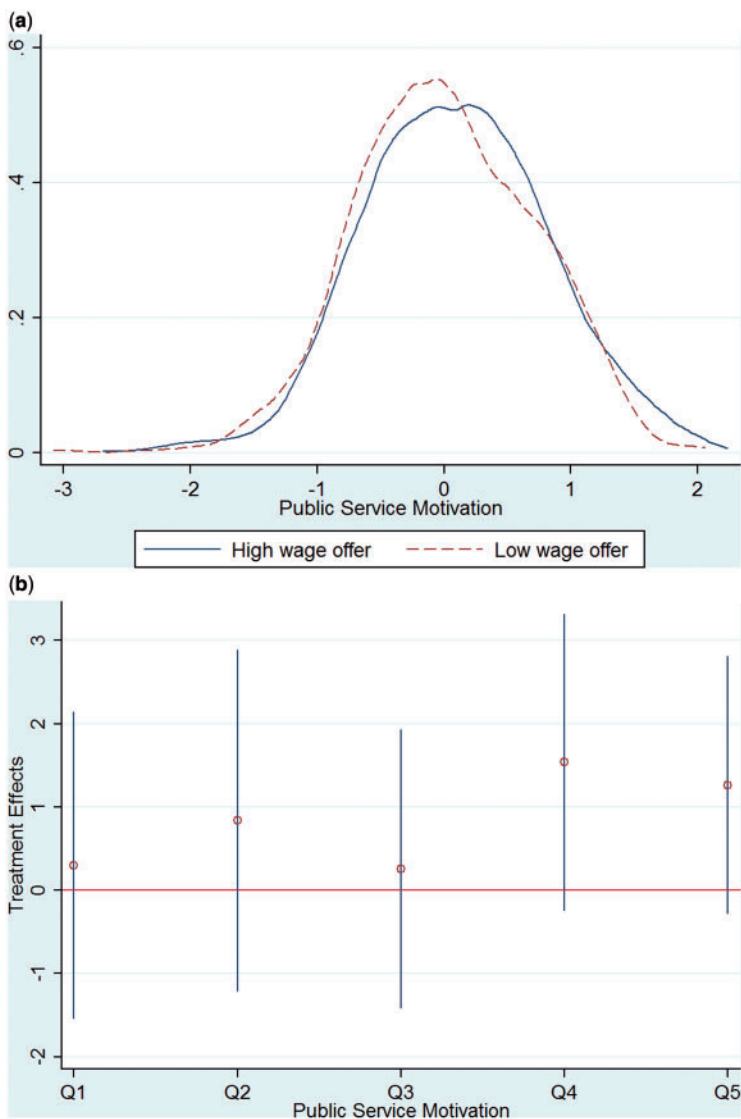 (a)
.6
.4
.2
0
-3 -2 -1 0 1 2
Public Service Motivation
High wage offer Low wage offer
(b)
Treatment Effects
3
2
1
0
-1
-2
Q1 Q2 Q3 Q4 Q5
Public Service Motivation